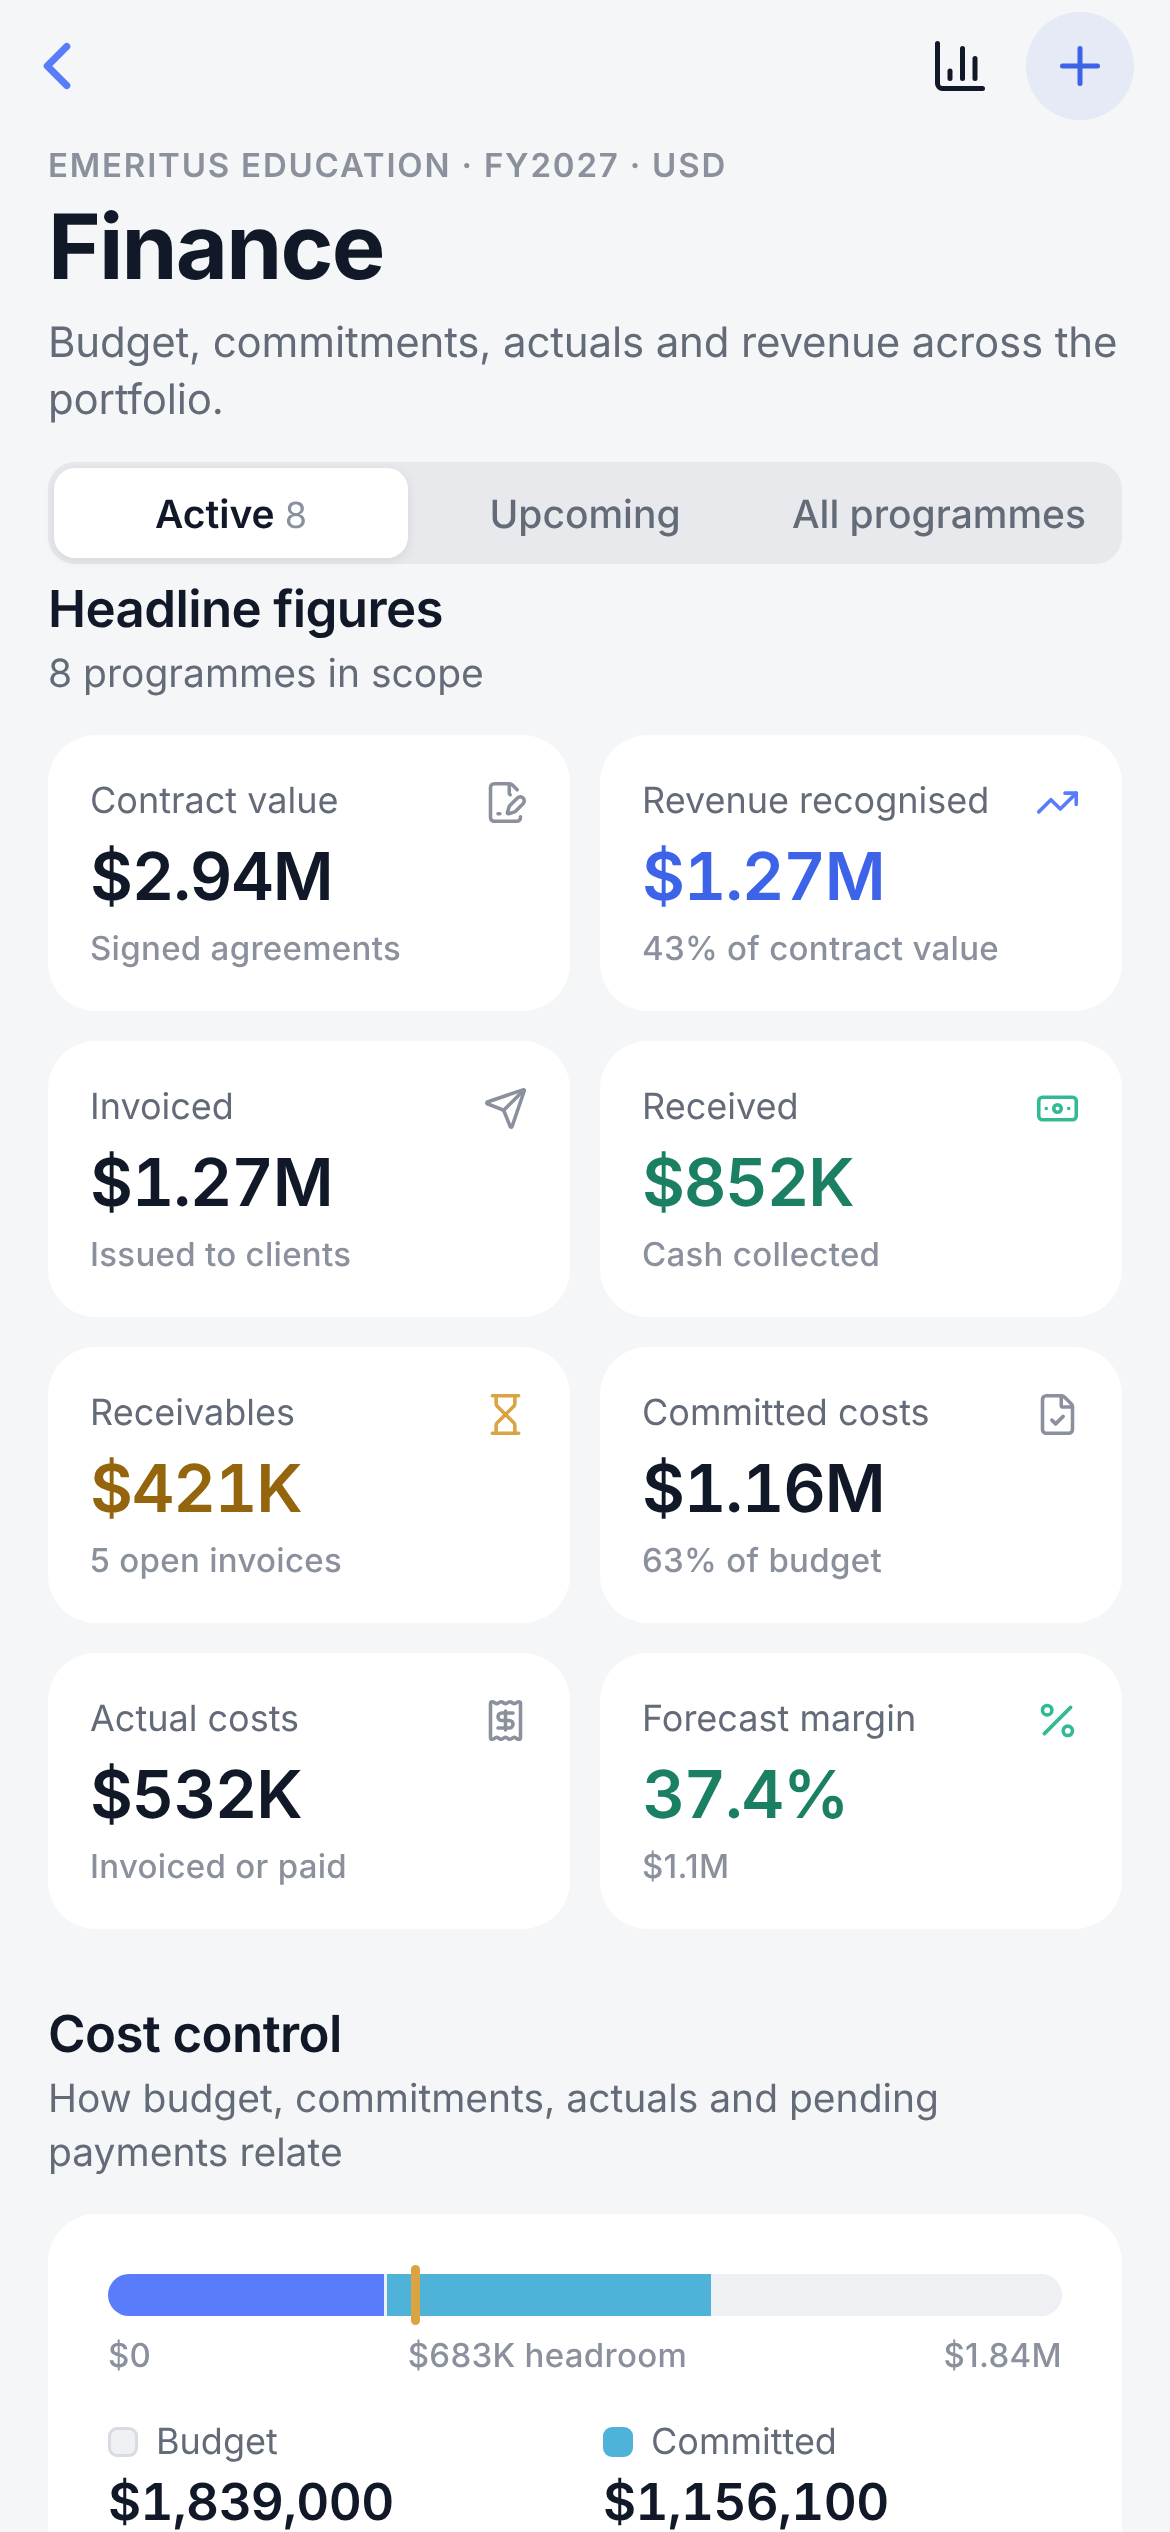 EMERITUS EDUCATION · FY2027 · USD
Finance
Budget, commitments, actuals and revenue across the
portfolio.
Active 8
Upcoming
All programmes
Headline figures
8 programmes in scope
Contract value
$2.94M
Signed agreements
Revenue recognised
$1.27M
43% of contract value
Invoiced
$1.27M
Issued to clients
Received
$852K
Cash collected
Receivables
$421K
5 open invoices
Committed costs
$1.16M
63% of budget
Actual costs
$532K
Invoiced or paid
Forecast margin
37.4%
$1.1M
Cost control
How budget, commitments, actuals and pending
payments relate
$0
$683K headroom
$1.84M
Budget
$1,839,000
Committed
$1,156,100